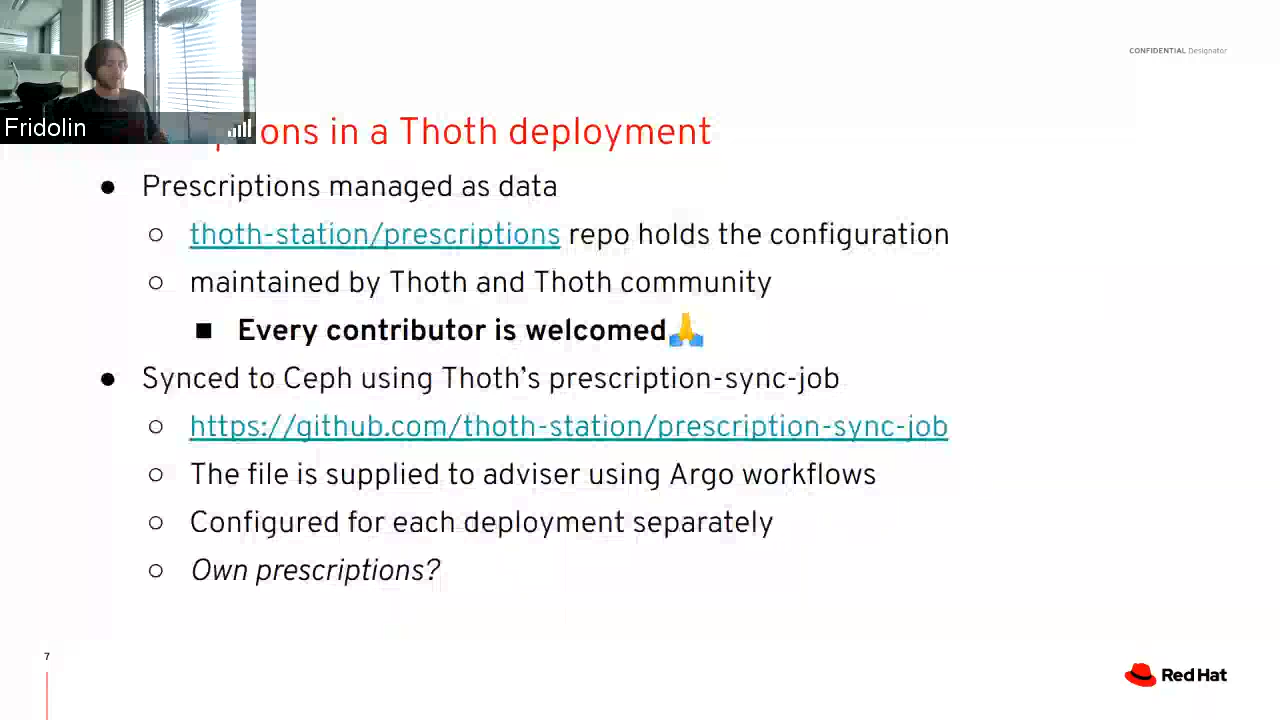 CONFIDENTIAL Designator
Fridolin
ons in a Thoth deployment
● Prescriptions managed as data
○ thoth-station/prescriptions repo holds the configuration
○ maintained by Thoth and Thoth community
■ Every contributor is welcomed🙏
● Synced to Ceph using Thoth’s prescription-sync-job
○ https://github.com/thoth-station/prescription-sync-job
○ The file is supplied to adviser using Argo workflows
○ Configured for each deployment separately
○ Own prescriptions?
7
Red Hat